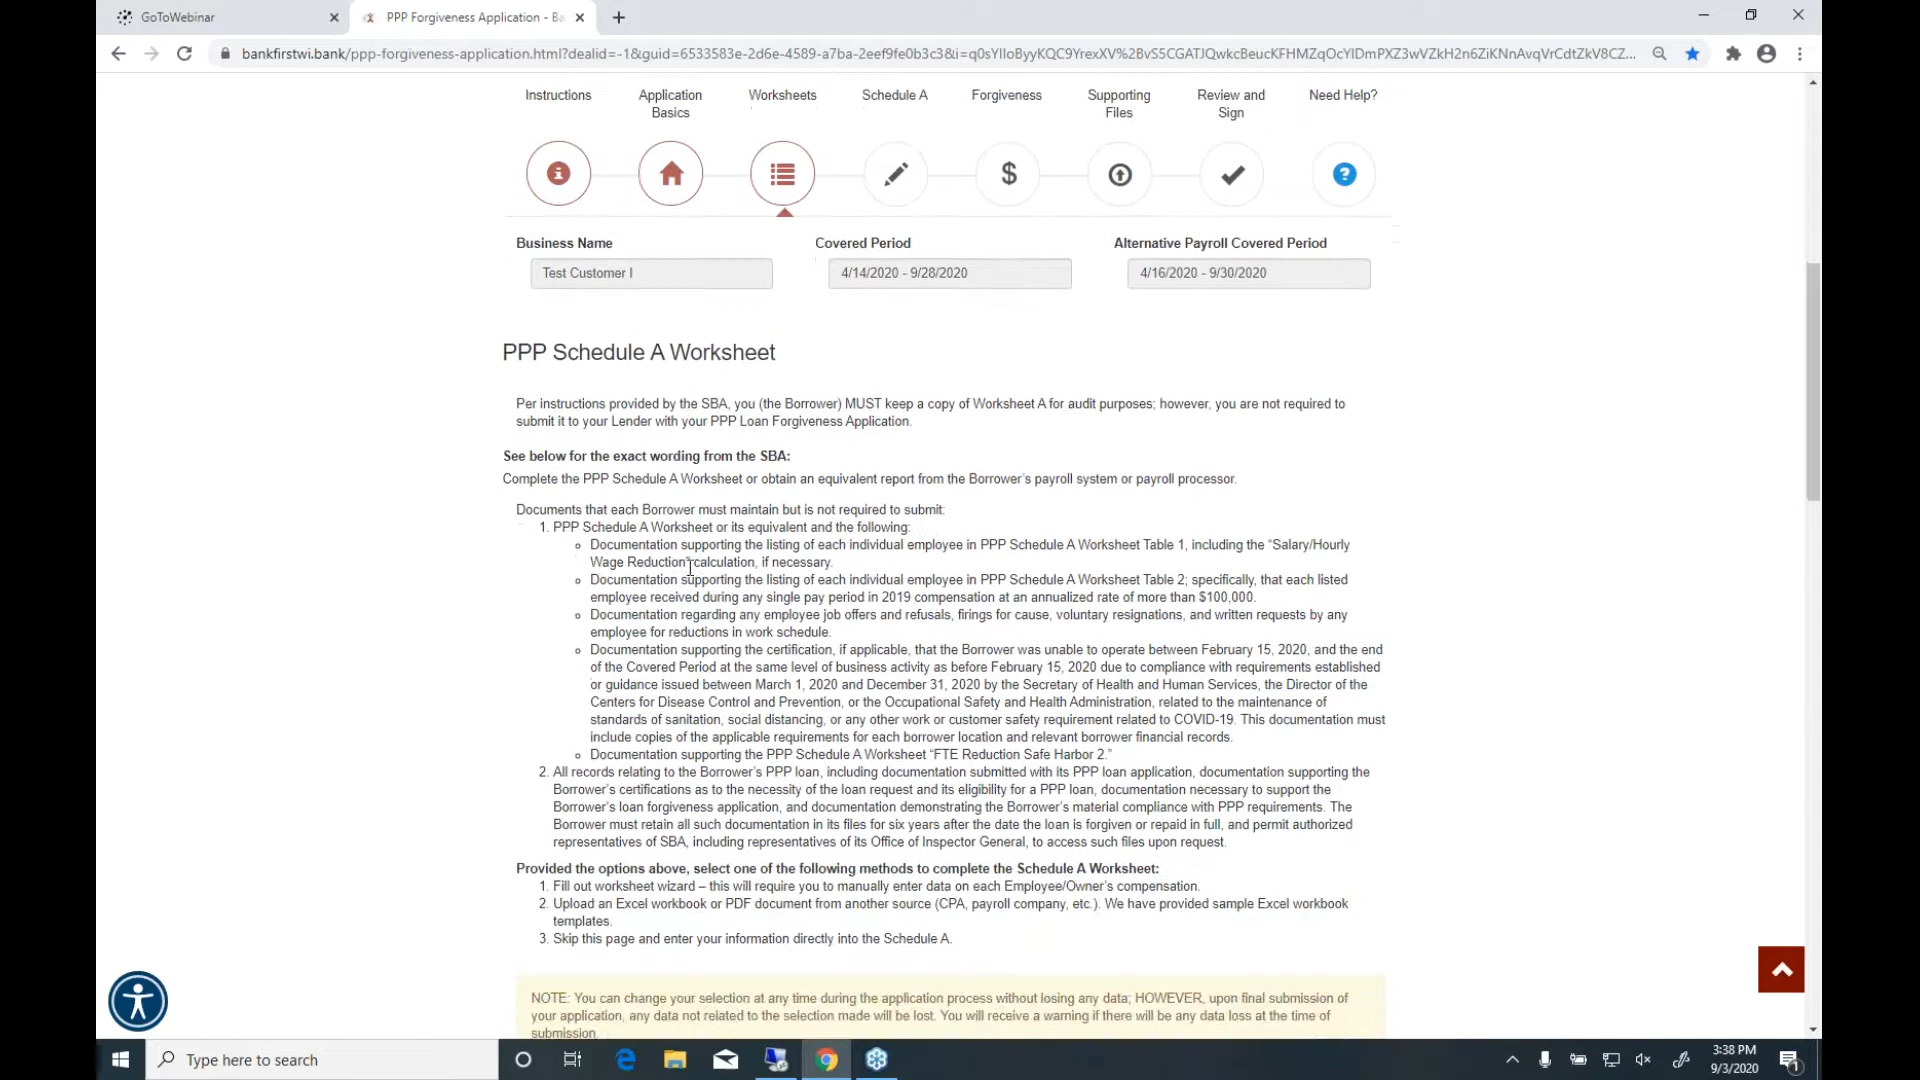 GoToWebinar
PPP Forgiveness Application - Ba
bankfirstwi.bank/ppp-forgiveness-application.html?dealid=-1&guid=6533583e-2d6e-4589-a7ba-2eef9fe0b3c3&i=q0sYlIoByyKQC9YrexXV%2BvS5CGATJQwkcBeucKFHMZqOcYlDmPXZ3wVZkH2n6ZiKNnAvqVrCdtZkV8CZ...
Instructions
Application Basics
Worksheets
Schedule A
Forgiveness
Supporting Files
Review and Sign
Need Help?
Business Name
Covered Period
Alternative Payroll Covered Period
Test Customer I
4/14/2020 - 9/28/2020
4/16/2020 - 9/30/2020
PPP Schedule A Worksheet
Per instructions provided by the SBA, you (the Borrower) MUST keep a copy of Worksheet A for audit purposes; however, you are not required to
submit it to your Lender with your PPP Loan Forgiveness Application.
See below for the exact wording from the SBA:
Complete the PPP Schedule A Worksheet or obtain an equivalent report from the Borrower's payroll system or payroll processor.
Documents that each Borrower must maintain but is not required to submit:
1. PPP Schedule A Worksheet or its equivalent and the following:
Documentation supporting the listing of each individual employee in PPP Schedule A Worksheet Table 1, including the “Salary/Hourly
Wage Reduction” calculation, if necessary.
Documentation supporting the listing of each individual employee in PPP Schedule A Worksheet Table 2; specifically, that each listed
employee received during any single pay period in 2019 compensation at an annualized rate of more than $100,000.
Documentation regarding any employee job offers and refusals, firings for cause, voluntary resignations, and written requests by any
employee for reductions in work schedule.
Documentation supporting the certification, if applicable, that the Borrower was unable to operate between February 15, 2020, and the end
of the Covered Period at the same level of business activity as before February 15, 2020 due to compliance with requirements established
or guidance issued between March 1, 2020 and December 31, 2020 by the Secretary of Health and Human Services, the Director of the
Centers for Disease Control and Prevention, or the Occupational Safety and Health Administration, related to the maintenance of
standards of sanitation, social distancing, or any other work or customer safety requirement related to COVID-19. This documentation must
include copies of the applicable requirements for each borrower location and relevant borrower financial records.
Documentation supporting the PPP Schedule A Worksheet “FTE Reduction Safe Harbor 2.”
2. All records relating to the Borrower's PPP loan, including documentation submitted with its PPP loan application, documentation supporting the
Borrower's certifications as to the necessity of the loan request and its eligibility for a PPP loan, documentation necessary to support the
Borrower's loan forgiveness application, and documentation demonstrating the Borrower's material compliance with PPP requirements. The
Borrower must retain all such documentation in its files for six years after the date the loan is forgiven or repaid in full, and permit authorized
representatives of SBA, including representatives of its Office of Inspector General, to access such files upon request.
Provided the options above, select one of the following methods to complete the Schedule A Worksheet:
1. Fill out worksheet wizard – this will require you to manually enter data on each Employee/Owner's compensation.
2. Upload an Excel workbook or PDF document from another source (CPA, payroll company, etc.). We have provided sample Excel workbook
templates.
3. Skip this page and enter your information directly into the Schedule A.
NOTE: You can change your selection at any time during the application process without losing any data; HOWEVER, upon final submission of
your application, any data not related to the selection made will be lost. You will receive a warning if there will be any data loss at the time of
submission.
Type here to search
3:38 PM
9/3/2020
1